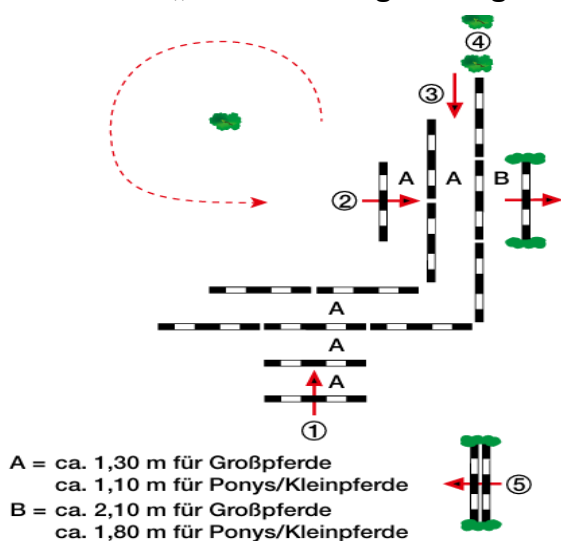 ④
③
A A B
②
A
A
A
①
A = ca. 1,30 m für Großpferde
ca. 1,10 m für Ponys/Kleinpferde
B = ca. 2,10 m für Großpferde
ca. 1,80 m für Ponys/Kleinpferde
⑤